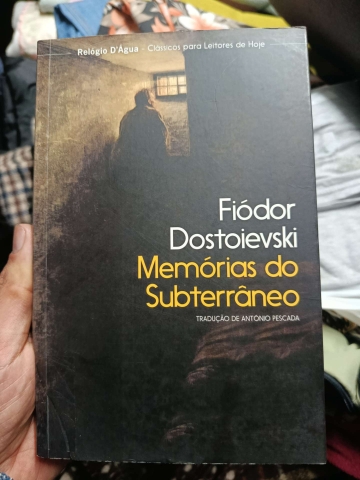 Relógio D'Água - Clássicos para Leitores de Hoje
Fiódor
Dostoievski
Memórias do
Subterrâneo
TRADUÇÃO DE ANTÓNIO PESCADA